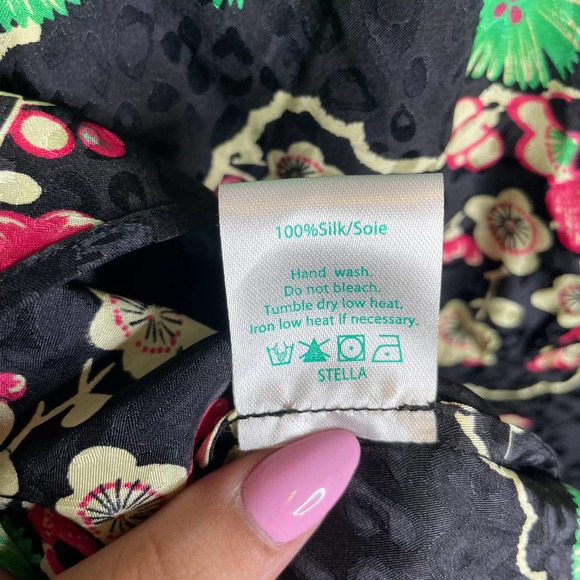 100%Silk/Soie
Hand wash.
Do not bleach.
Tumble dry low heat.
Iron low heat if necessary.
STELLA